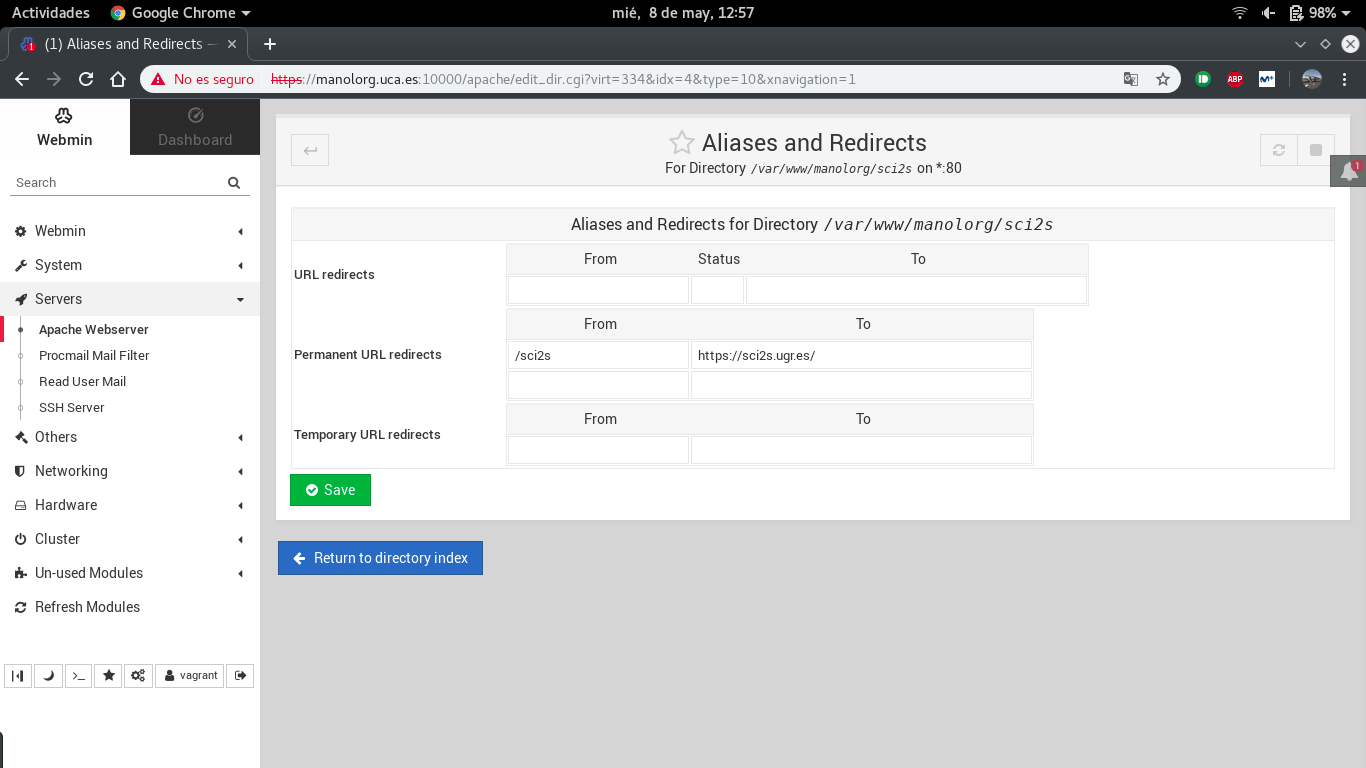 Actividades Google Chrome mié, 8 de may, 12:57 98%
(1) Aliases and Redirects –
No es seguro https://manolorg.uca.es:10000/apache/edit_dir.cgi?virt=334&idx=4&type=10&xnavigation=1 ABP M+
Webmin Dashboard
Search
Webmin
System
Servers
Apache Webserver
Procmail Mail Filter
Read User Mail
SSH Server
Others
Networking
Hardware
Cluster
Un-used Modules
Refresh Modules
vagrant
Aliases and Redirects
For Directory /var/www/manolorg/sci2s on *:80
1
Aliases and Redirects for Directory /var/www/manolorg/sci2s
URL redirects
From Status To
Permanent URL redirects
From To
/sci2s https://sci2s.ugr.es/
Temporary URL redirects
From To
Save
Return to directory index